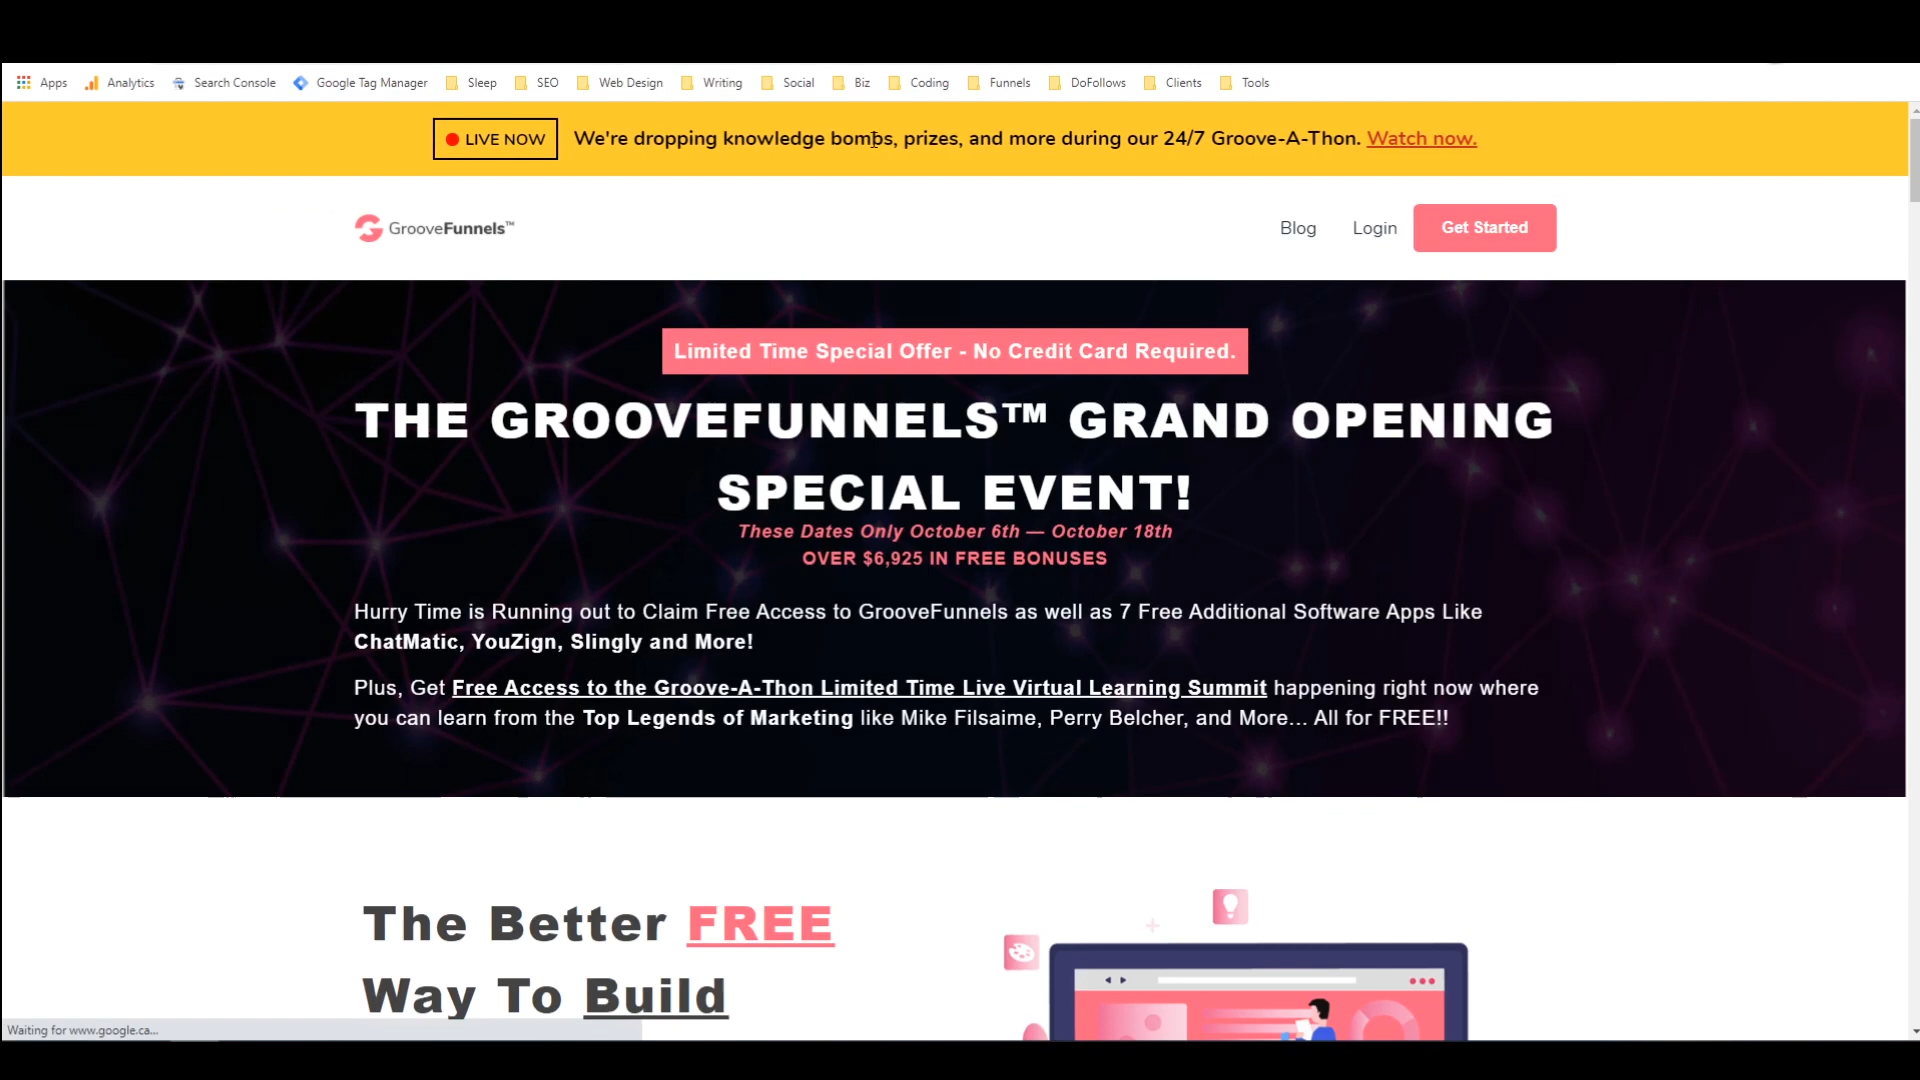 Apps Analytics Search Console Google Tag Manager Sleep SEO Web Design Writing Social Biz Coding Funnels DoFollows Clients Tools
LIVE NOW We're dropping knowledge bombs, prizes, and more during our 24/7 Groove-A-Thon. Watch now.
GrooveFunnels™ Blog Login Get Started
Limited Time Special Offer - No Credit Card Required.
THE GROOVEFUNNELS™ GRAND OPENING
SPECIAL EVENT!
These Dates Only October 6th — October 18th
OVER $6,925 IN FREE BONUSES
Hurry Time is Running out to Claim Free Access to GrooveFunnels as well as 7 Free Additional Software Apps Like
ChatMatic, YouZign, Slingly and More!
Plus, Get Free Access to the Groove-A-Thon Limited Time Live Virtual Learning Summit happening right now where
you can learn from the Top Legends of Marketing like Mike Filsaime, Perry Belcher, and More... All for FREE!!
The Better FREE
Way To Build
Waiting for www.google.ca...